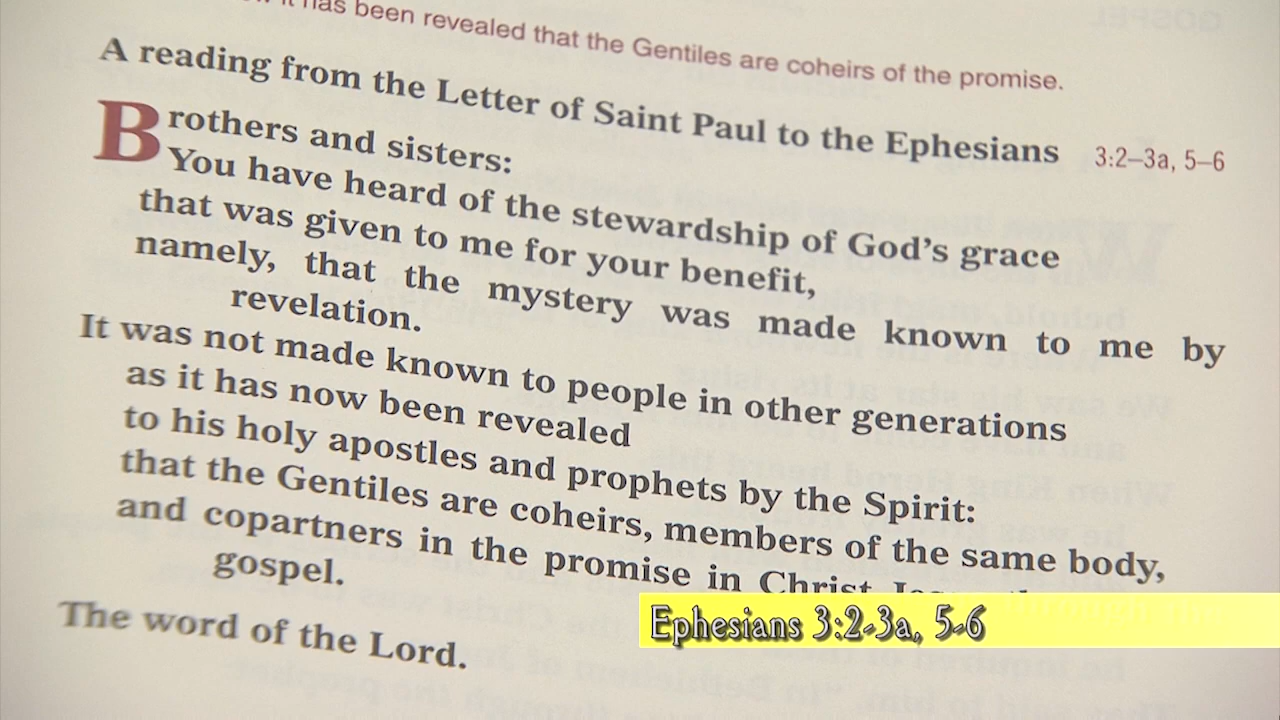 has been revealed that the Gentiles are coheirs of the promise.
A reading from the Letter of Saint Paul to the Ephesians 3:2–3a, 5–6
Brothers and sisters:
You have heard of the stewardship of God's grace
that was given to me for your benefit,
namely, that the mystery was made known to me by
revelation.
It was not made known to people in other generations
as it has now been revealed
to his holy apostles and prophets by the Spirit:
that the Gentiles are coheirs, members of the same body,
and copartners in the promise in Christ
gospel.
The word of the Lord.
Ephesians 3:2-3a, 5-6